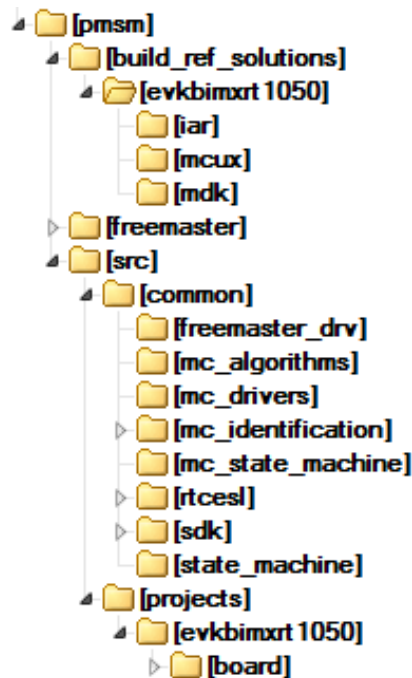 [pmsm]
[build_ref_solutions]
[evkbimxrt1050]
[iar]
[mcux]
[mdk]
[freemaster]
[src]
[common]
[freemaster_drv]
[mc_algorithms]
[mc_drivers]
[mc_identification]
[mc_state_machine]
[rtcesl]
[sdk]
[state_machine]
[projects]
[evkbimxrt1050]
[board]